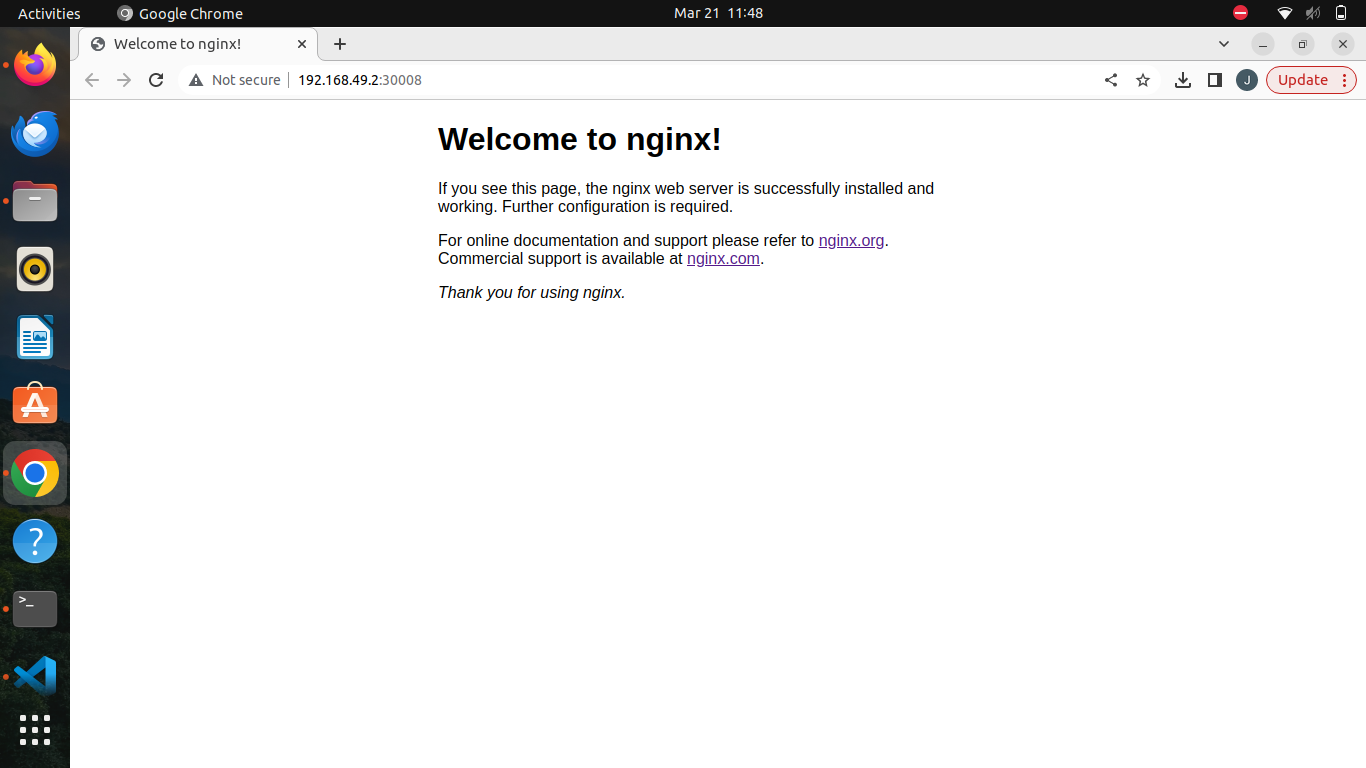 Activities
Google Chrome
Mar 21 11:48
Welcome to nginx!
Not secure
192.168.49.2:30008
J
Update
Welcome to nginx!
If you see this page, the nginx web server is successfully installed and
working. Further configuration is required.
For online documentation and support please refer to nginx.org.
Commercial support is available at nginx.com.
Thank you for using nginx.